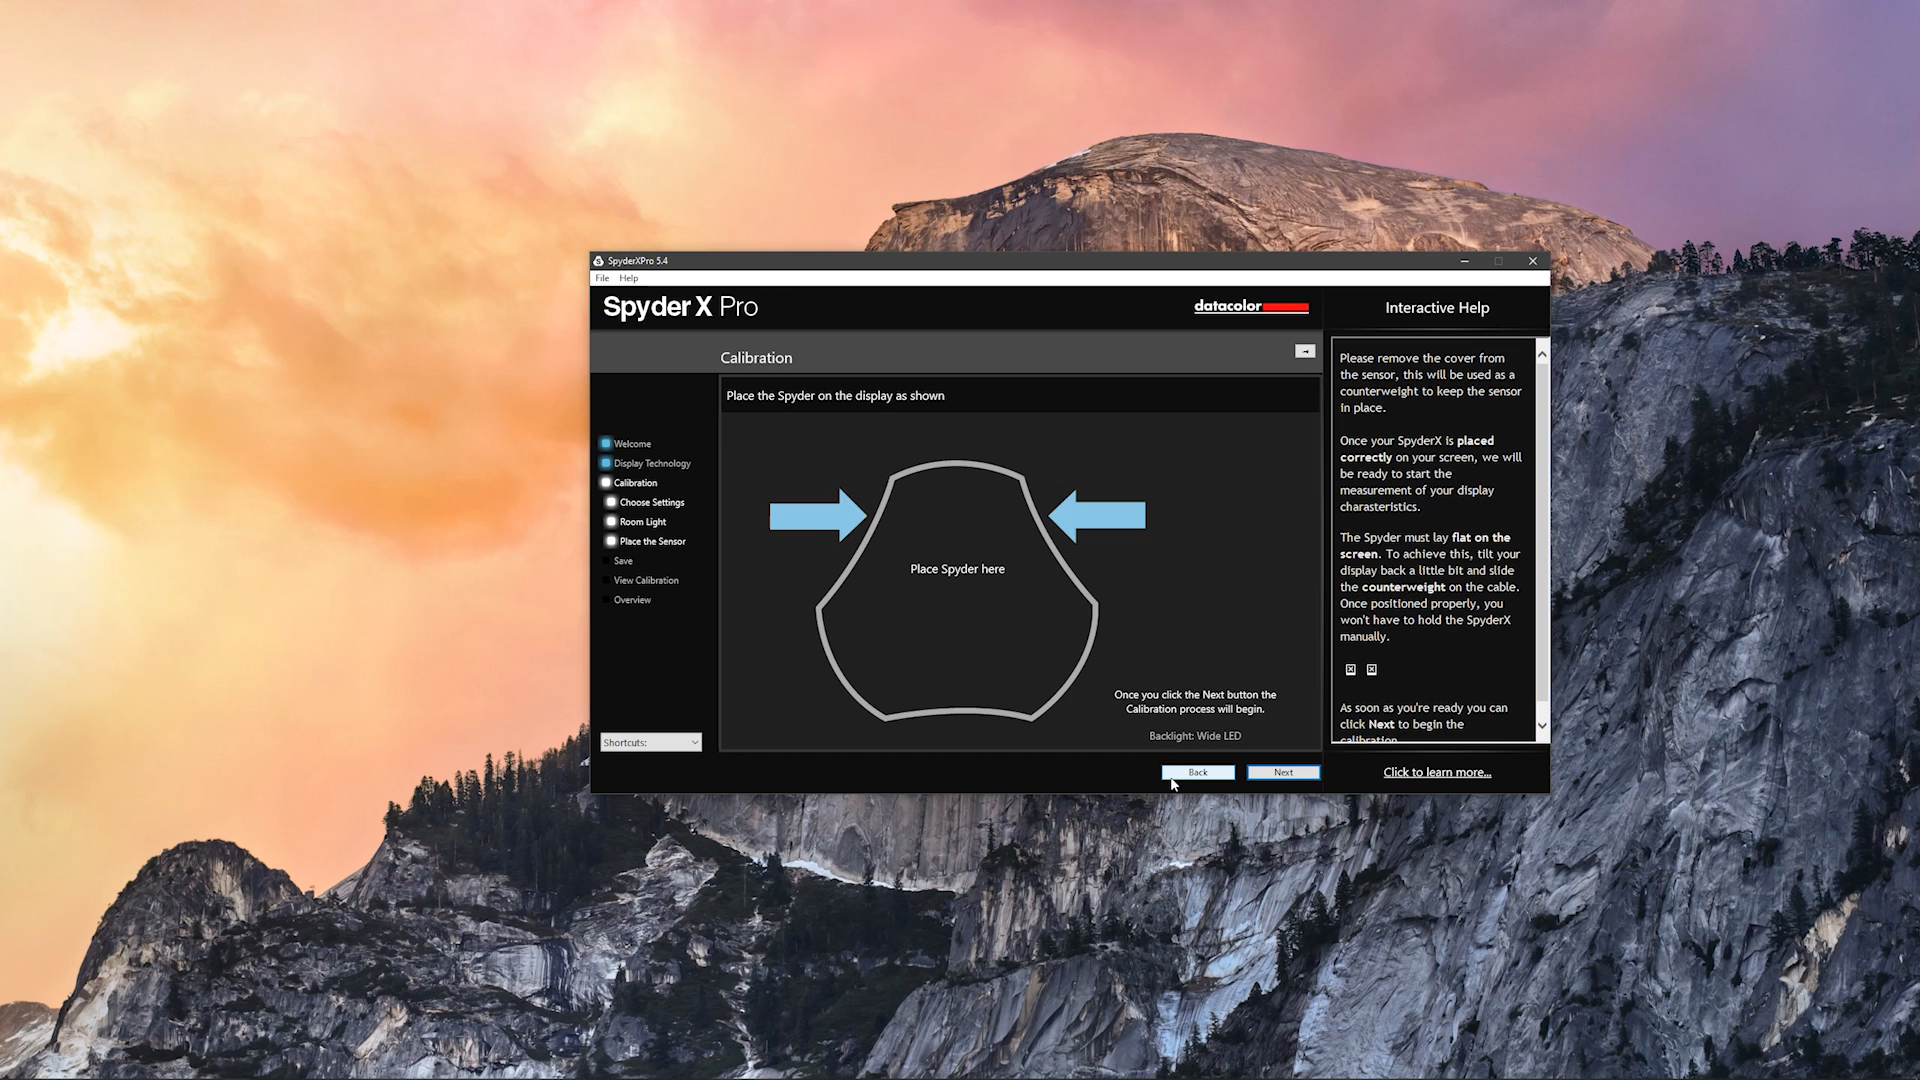 SpyderXPro 5.4
File Help
Spyder X Pro
datacolor
Interactive Help
Calibration
Place the Spyder on the display as shown
Welcome
Display Technology
Calibration
Choose Settings
Room Light
Place the Sensor
Save
View Calibration
Overview
Shortcuts:
Place Spyder here
Once you click the Next button the
Calibration process will begin.
Backlight: Wide LED
Back
Next
Please remove the cover from
the sensor, this will be used as a
counterweight to keep the sensor
in place.
Once your SpyderX is placed
correctly on your screen, we will
be ready to start the
measurement of your display
charasteristics.
The Spyder must lay flat on the
screen. To achieve this, tilt your
display back a little bit and slide
the counterweight on the cable.
Once positioned properly, you
won't have to hold the SpyderX
manually.
As soon as you're ready you can
click Next to begin the
calibration
Click to learn more...